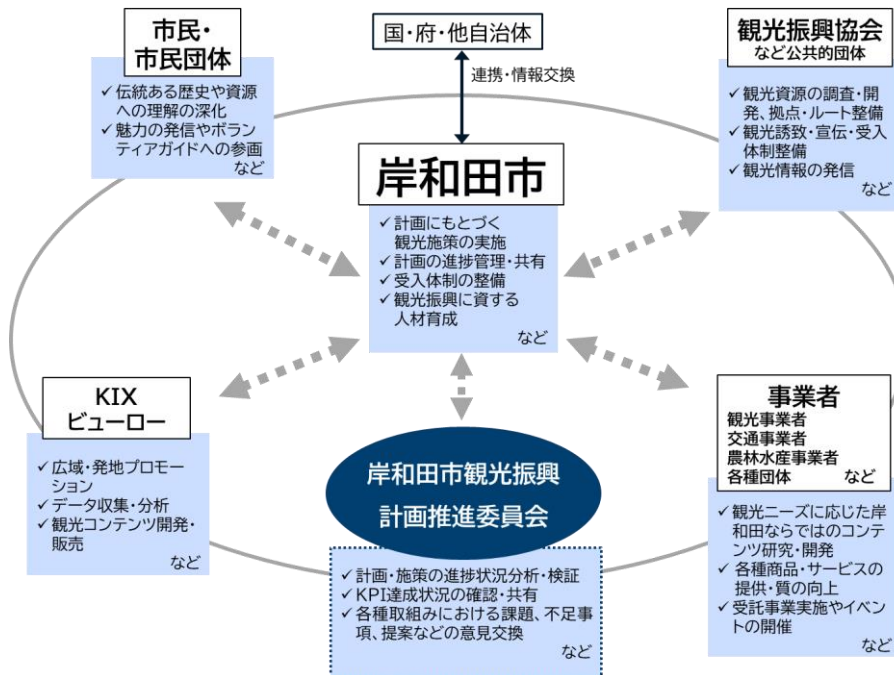 市民・
市民団体
✓伝統ある歴史や資源
への理解の深化
✓魅力の発信やボラン
ティアガイドへの参画
など
国・府・他自治体
連携・情報交換
観光振興協会
など公共的団体
✓観光資源の調査・開
発、拠点・ルート整備
✓観光誘致・宣伝・受入
体制整備
✓観光情報の発信
など
岸和田市
✓計画にもとづく
観光施策の実施
✓計画の進捗管理・共有
✓受入体制の整備
✓観光振興に資する
人材育成
など
KIX
ビューロー
✓広域・発地プロモー
ション
✓データ収集・分析
✓観光コンテンツ開発・
販売
など
岸和田市観光振興
計画推進委員会
✓計画・施策の進捗状況分析・検証
✓KPI達成状況の確認・共有
✓各種取組みにおける課題、不足事
項、提案などの意見交換
など
事業者
観光事業者
交通事業者
農林水産事業者
各種団体 など
✓観光ニーズに応じた岸
和田ならではのコンテ
ンツ研究・開発
✓各種商品・サービスの
提供・質の向上
✓受託事業実施やイベン
トの開催
など